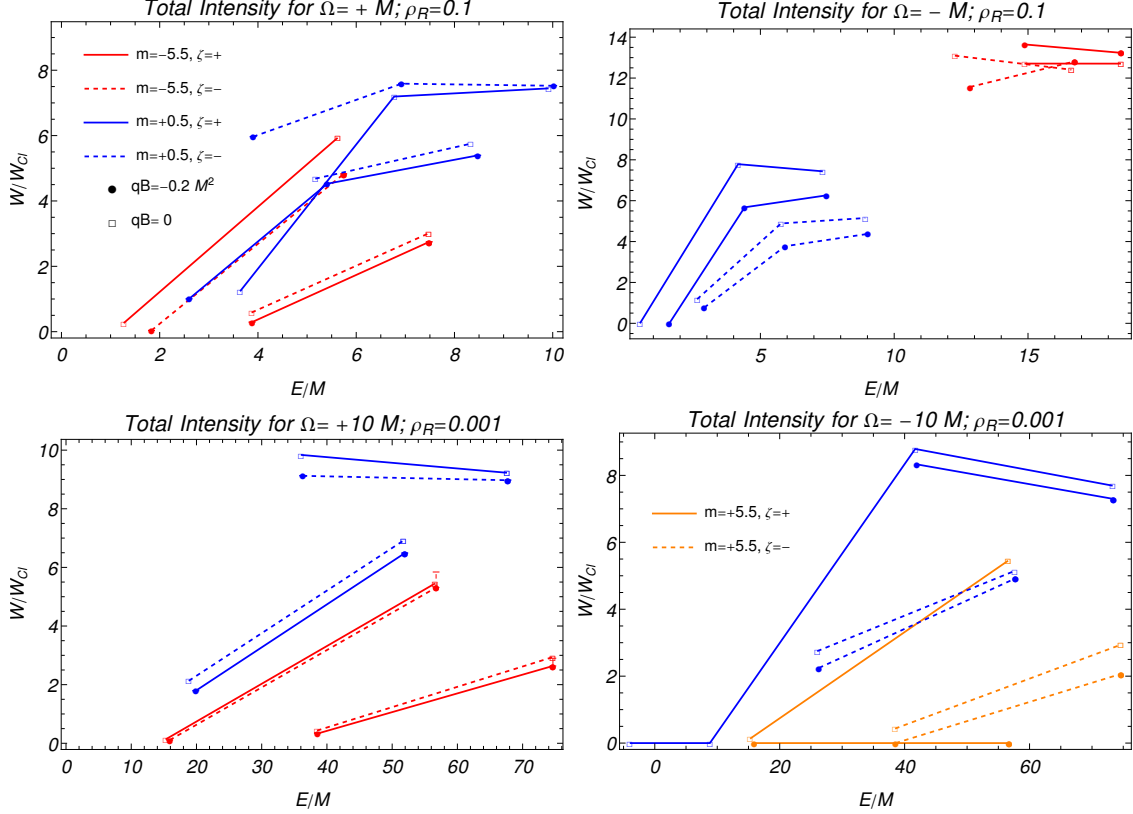 Total Intensity for Ω= + M; ρR=0.1
W/WCl
8
6
4
2
0
m=−5.5, ζ=+
m=−5.5, ζ=−
m=+0.5, ζ=+
m=+0.5, ζ=−
qB=−0.2 M²
qB= 0
0 2 4 6 8 10
E/M
Total Intensity for Ω= − M; ρR=0.1
W/WCl
14
12
10
8
6
4
2
0
5 10 15
E/M
Total Intensity for Ω= +10 M; ρR=0.001
W/WCl
10
8
6
4
2
0
0 10 20 30 40 50 60 70
E/M
Total Intensity for Ω= −10 M; ρR=0.001
W/WCl
8
6
4
2
0
m=+5.5, ζ=+
m=+5.5, ζ=−
0 20 40 60
E/M